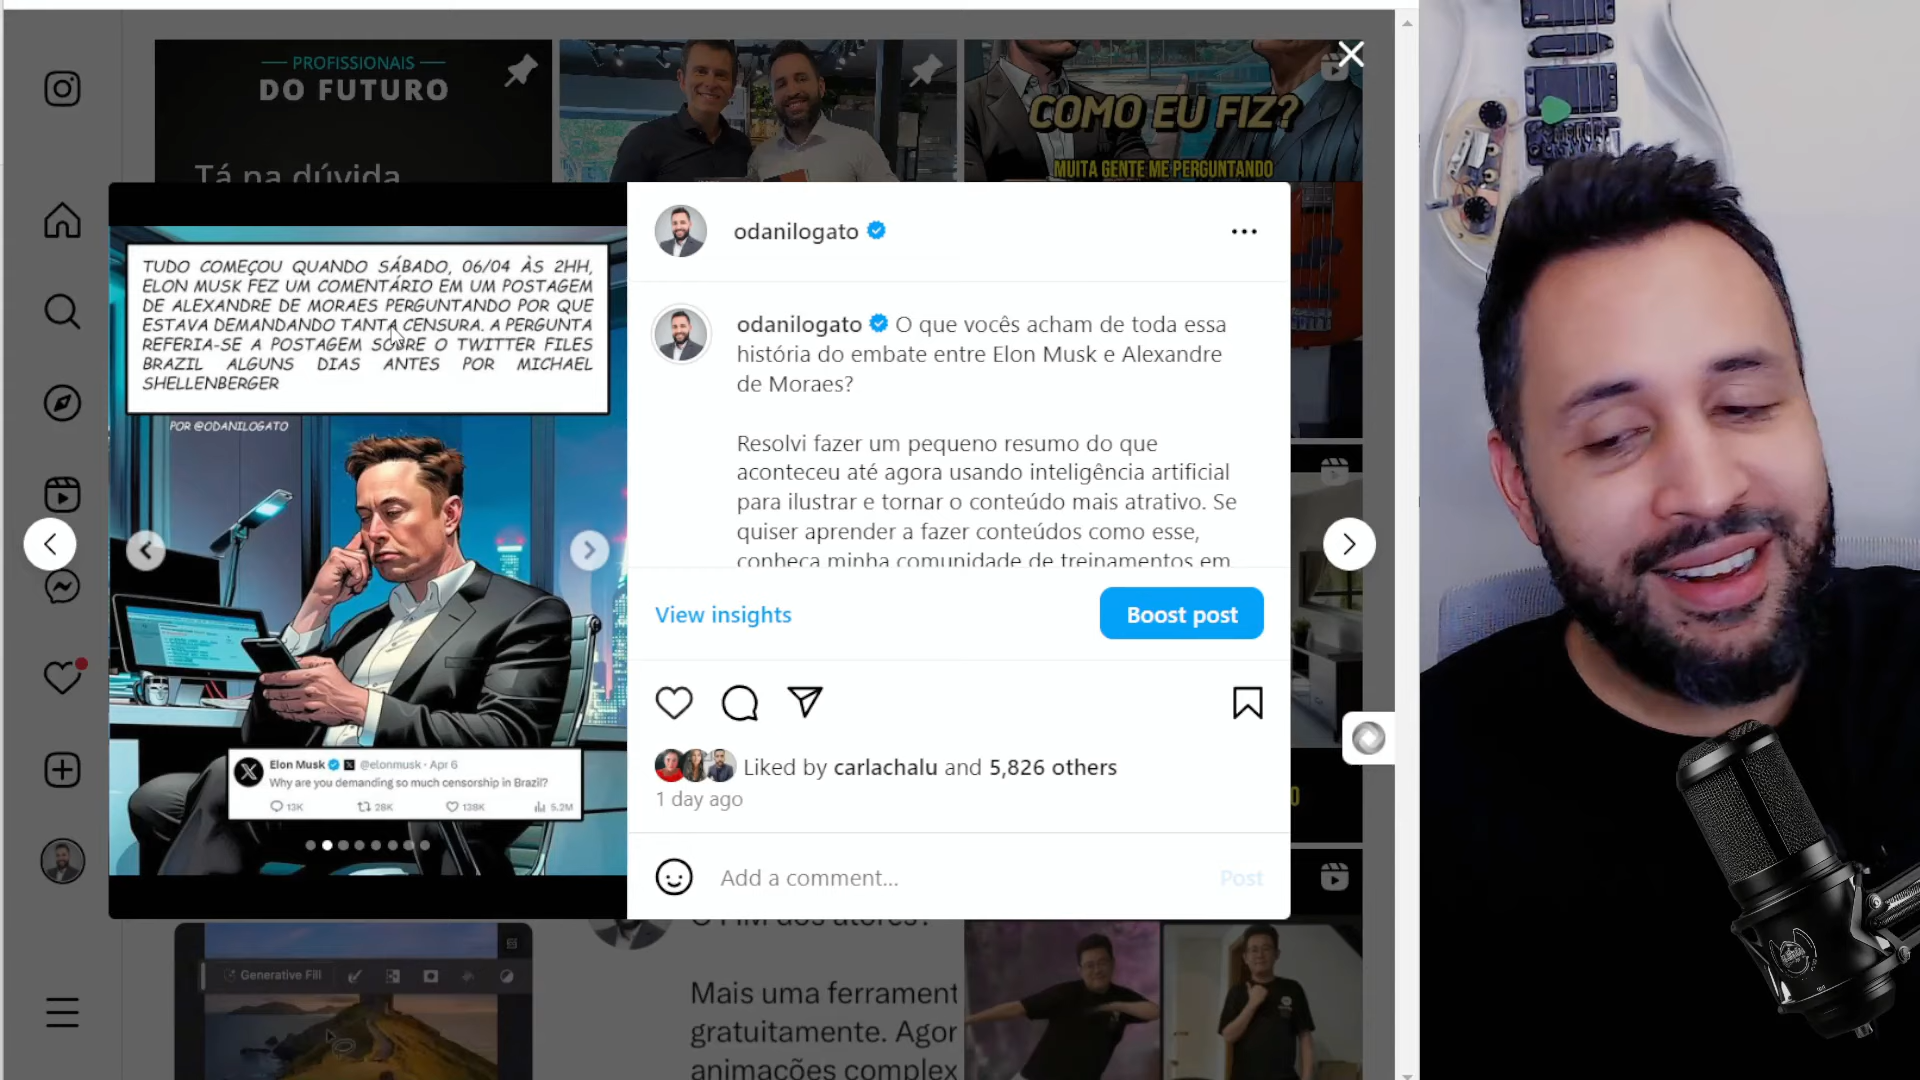 PROFISSIONAIS
DO FUTURO
Tá na dúvida
COMO EU FIZ?
MUITA GENTE ME PERGUNTANDO
TUDO COMEÇOU QUANDO SÁBADO, 06/04 ÀS 2HH,
ELON MUSK FEZ UM COMENTÁRIO EM UM POSTAGEM
DE ALEXANDRE DE MORAES PERGUNTANDO POR QUE
ESTAVA DEMANDANDO TANTA CENSURA. A PERGUNTA
REFERIA-SE A POSTAGEM SOBRE O TWITTER FILES
BRAZIL ALGUNS DIAS ANTES POR MICHAEL
SHELLENBERGER
POR @ODANILOGATO
Elon Musk @elonmusk · Apr 6
Why are you demanding so much censorship in Brazil?
13K 28K 138K 5.2M
odanilogato
odanilogato O que vocês acham de toda essa
história do embate entre Elon Musk e Alexandre
de Moraes?
Resolvi fazer um pequeno resumo do que
aconteceu até agora usando inteligência artificial
para ilustrar e tornar o conteúdo mais atrativo. Se
quiser aprender a fazer conteúdos como esse,
conheça minha comunidade de treinamentos em
View insights
Boost post
Liked by carlachalu and 5,826 others
1 day ago
Add a comment...
Post
Generative Fill
Mais uma ferrament
gratuitamente. Agor
animações complex